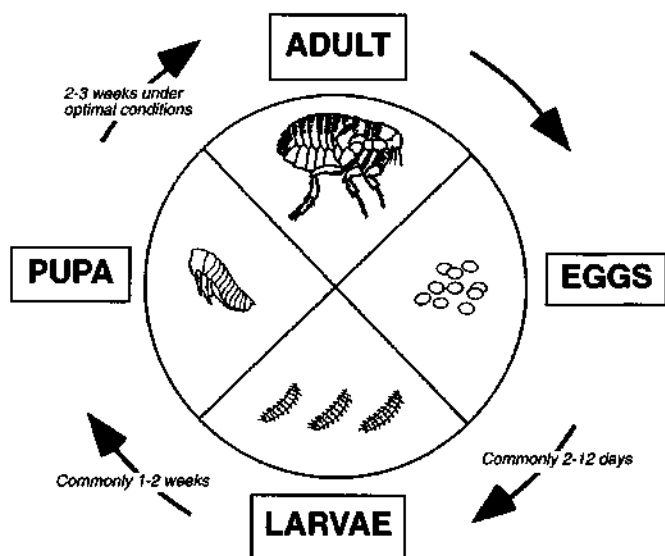 ADULT
2-3 weeks under
optimal conditions
PUPA
EGGS
Commonly 1-2 weeks
Commonly 2-12 days
LARVAE